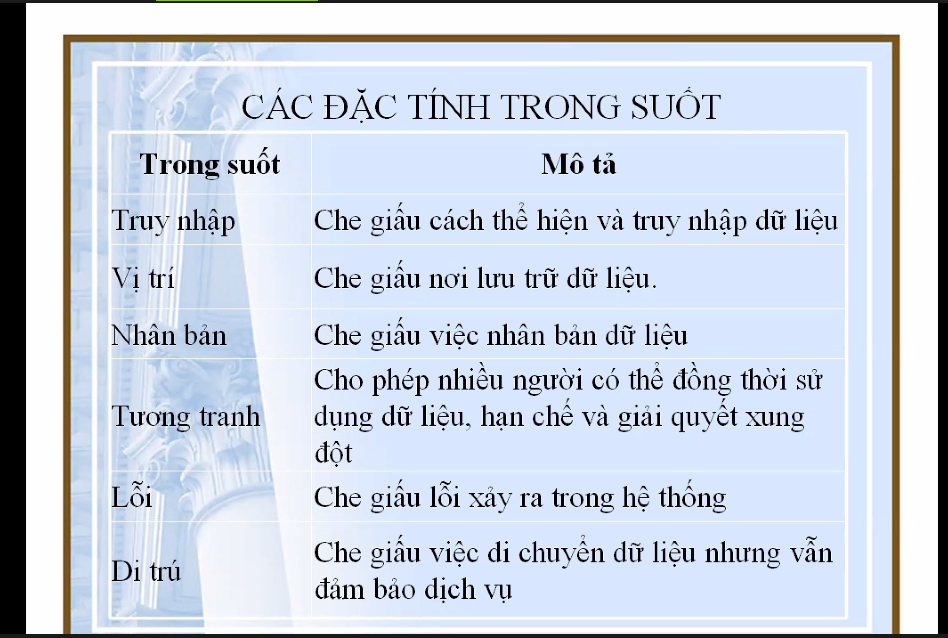 CÁC ĐẶC TÍNH TRONG SUỐT
Trong suốt Mô tả
Truy nhập Che giấu cách thể hiện và truy nhập dữ liệu
Vị trí Che giấu nơi lưu trữ dữ liệu.
Nhân bản Che giấu việc nhân bản dữ liệu
Tương tranh Cho phép nhiều người có thể đồng thời sử
dụng dữ liệu, hạn chế và giải quyết xung
đột
Lỗi Che giấu lỗi xảy ra trong hệ thống
Di trú Che giấu việc di chuyển dữ liệu nhưng vẫn
đảm bảo dịch vụ